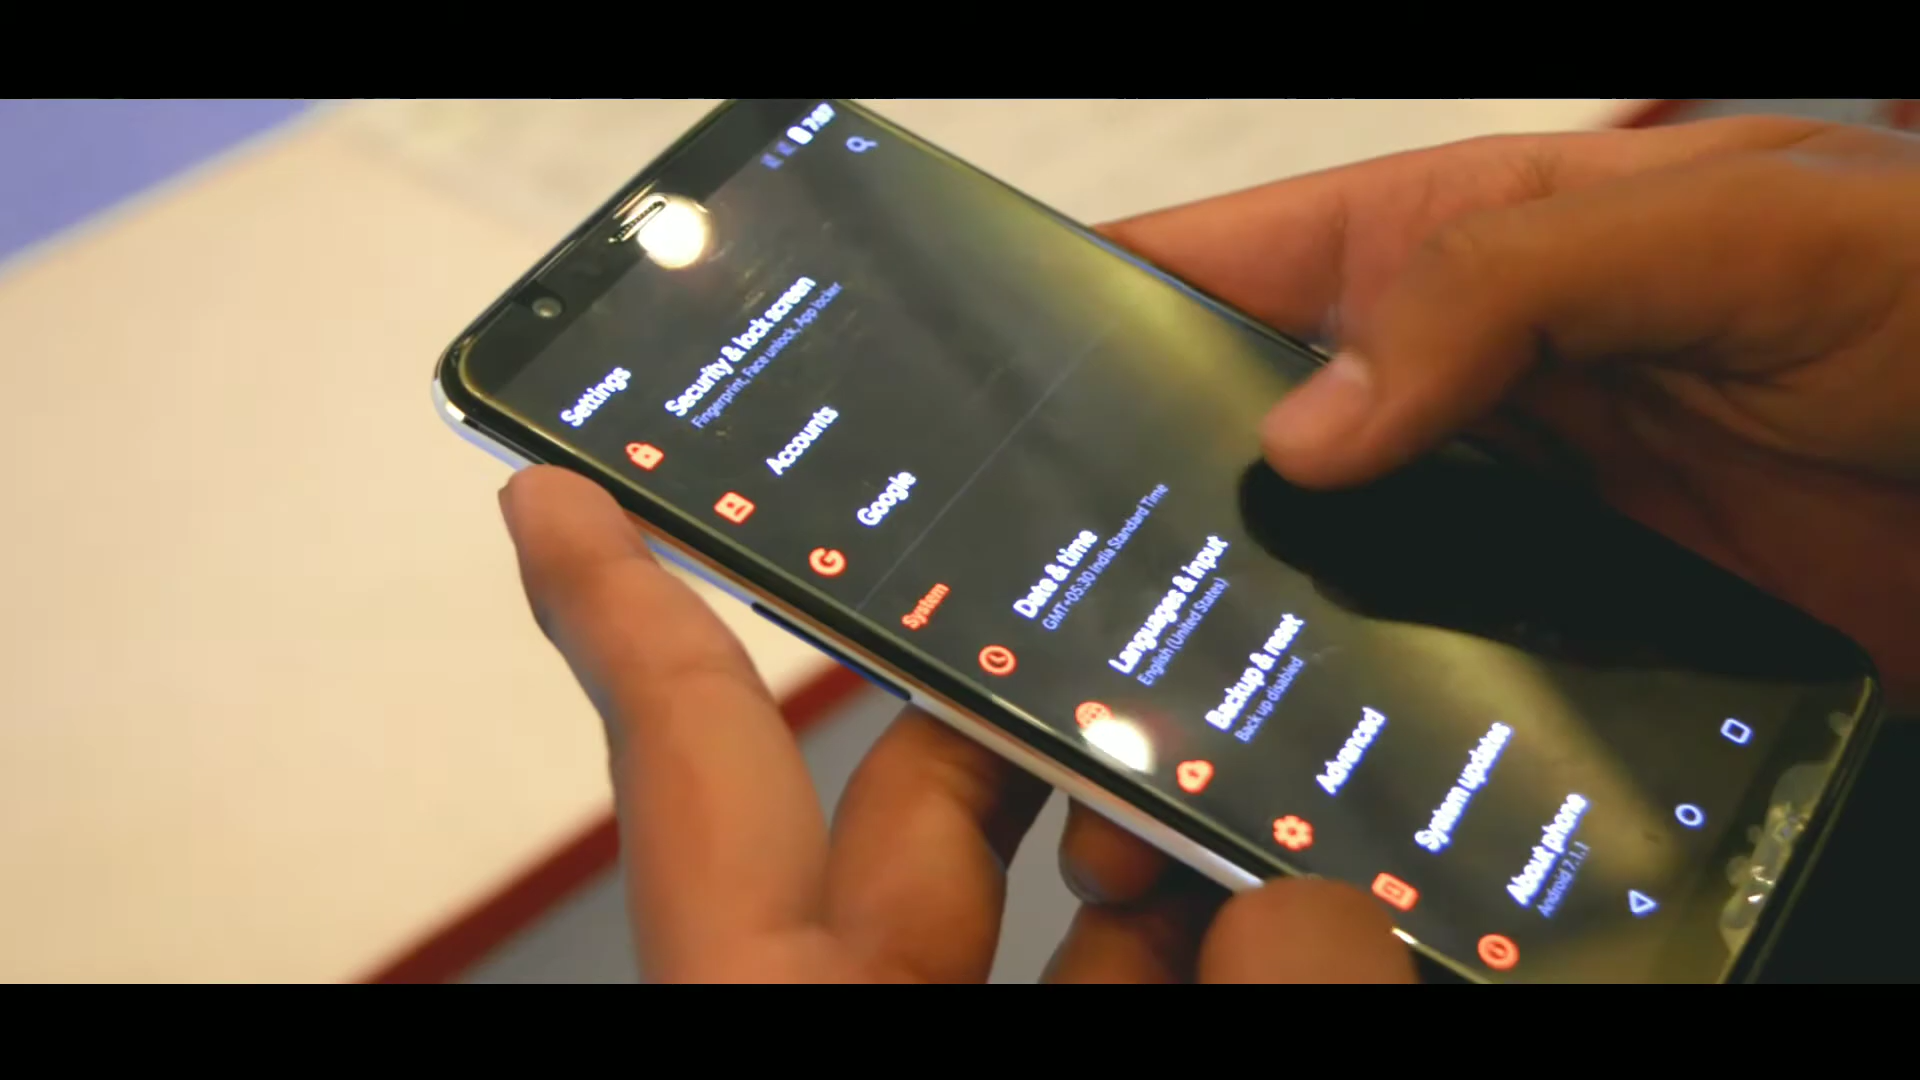 7:07
Settings
Security & lock screen
Fingerprint, Face unlock, App locker
Accounts
Google
System
Date & time
GMT+05:30 India Standard Time
Languages & input
English (United States)
Backup & reset
Back up disabled
Advanced
System updates
About phone
Android 7.1.1